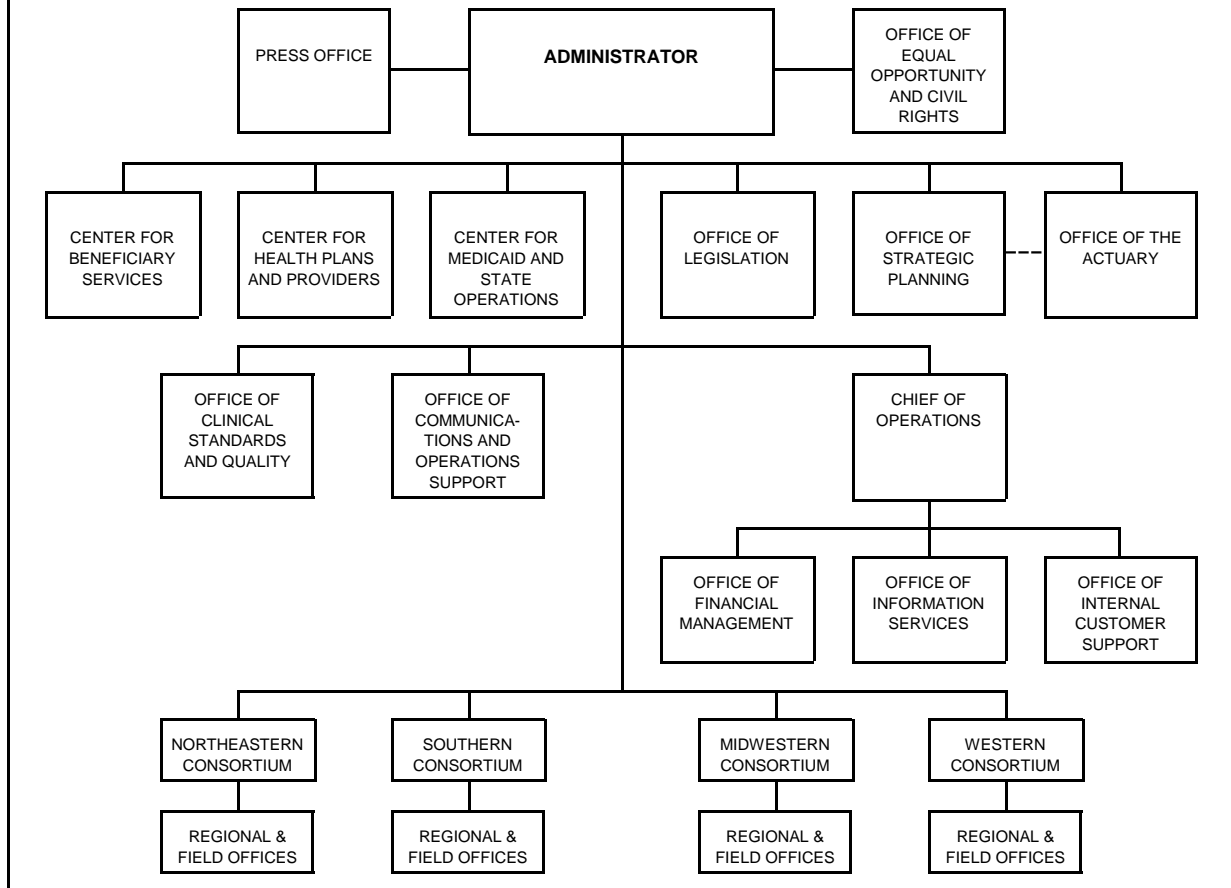 PRESS OFFICE
ADMINISTRATOR
OFFICE OF
EQUAL
OPPORTUNITY
AND CIVIL
RIGHTS
CENTER FOR
BENEFICIARY
SERVICES
CENTER FOR
HEALTH PLANS
AND PROVIDERS
CENTER FOR
MEDICAID AND
STATE
OPERATIONS
OFFICE OF
LEGISLATION
OFFICE OF
STRATEGIC
PLANNING
OFFICE OF THE
ACTUARY
OFFICE OF
CLINICAL
STANDARDS
AND QUALITY
OFFICE OF
COMMUNICA-
TIONS AND
OPERATIONS
SUPPORT
CHIEF OF
OPERATIONS
OFFICE OF
FINANCIAL
MANAGEMENT
OFFICE OF
INFORMATION
SERVICES
OFFICE OF
INTERNAL
CUSTOMER
SUPPORT
NORTHEASTERN
CONSORTIUM
SOUTHERN
CONSORTIUM
MIDWESTERN
CONSORTIUM
WESTERN
CONSORTIUM
REGIONAL &
FIELD OFFICES
REGIONAL &
FIELD OFFICES
REGIONAL &
FIELD OFFICES
REGIONAL &
FIELD OFFICES